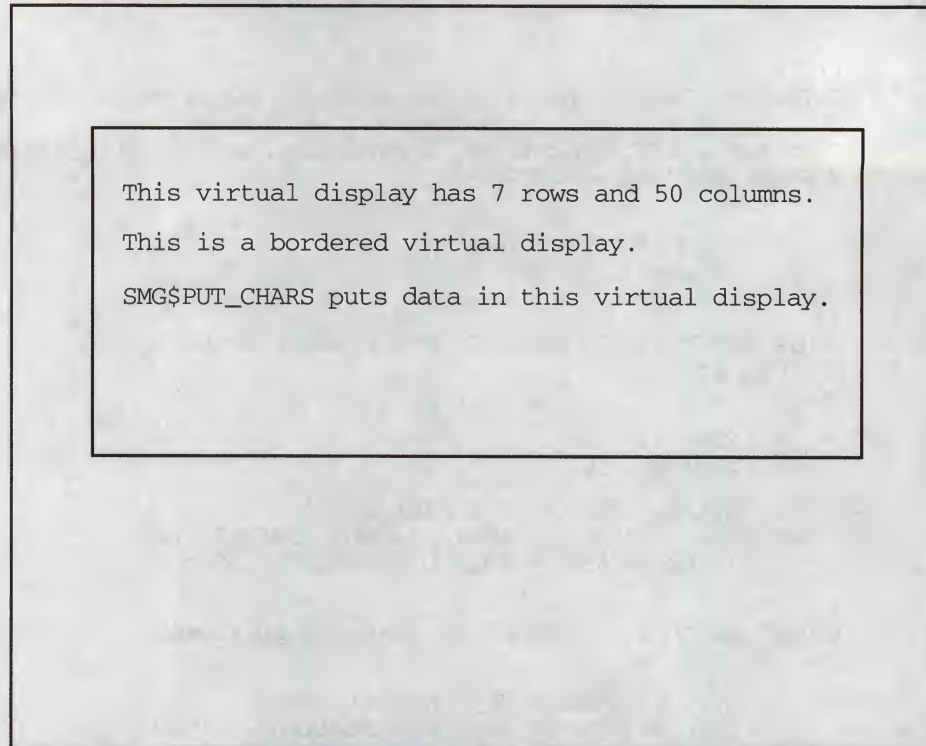 This virtual display has 7 rows and 50 columns.
This is a bordered virtual display.
SMG$PUT_CHARS puts data in this virtual display.